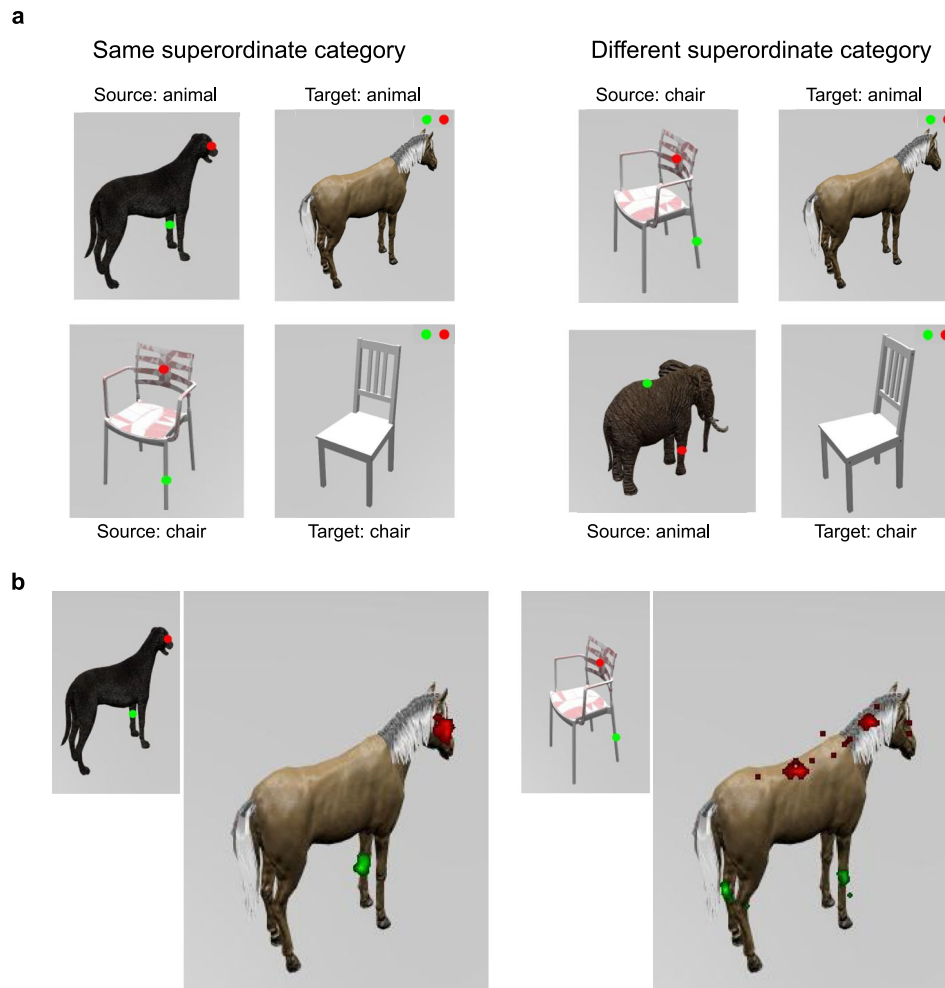 a
Same superordinate category
Different superordinate category
Source: animal
Target: animal
Source: chair
Target: animal
Source: chair
Target: chair
Source: animal
Target: chair
b